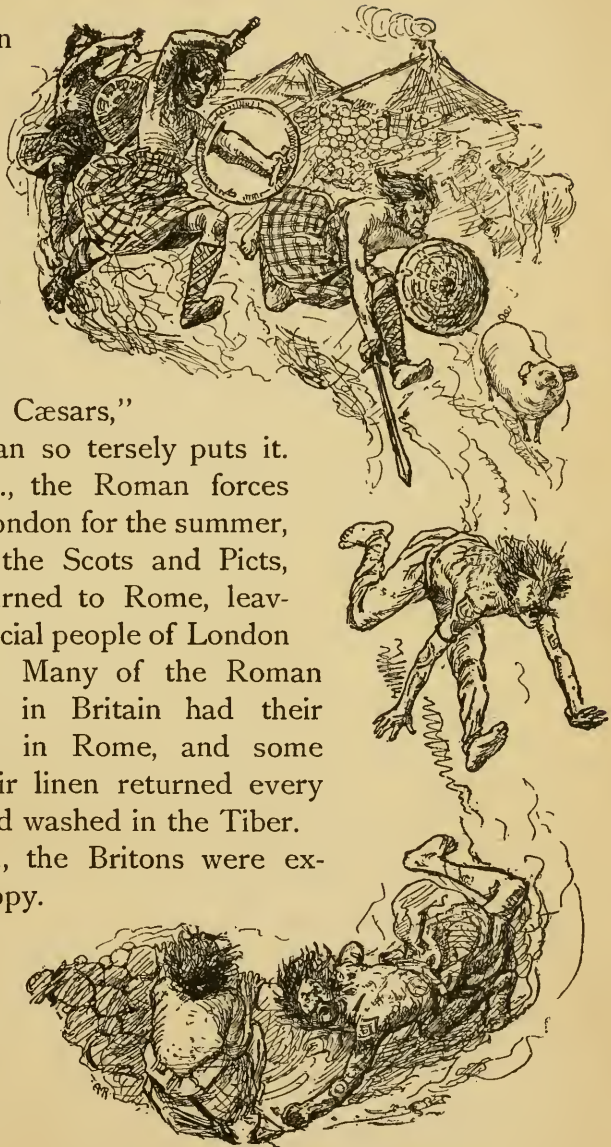 n
Cæsars,"
an so tersely puts it.
., the Roman forces
ondon for the summer,
the Scots and Picts,
rned to Rome, leav-
cial people of London
Many of the Roman
in Britain had their
in Rome, and some
ir linen returned every
d washed in the Tiber.
, the Britons were ex-
ppy.